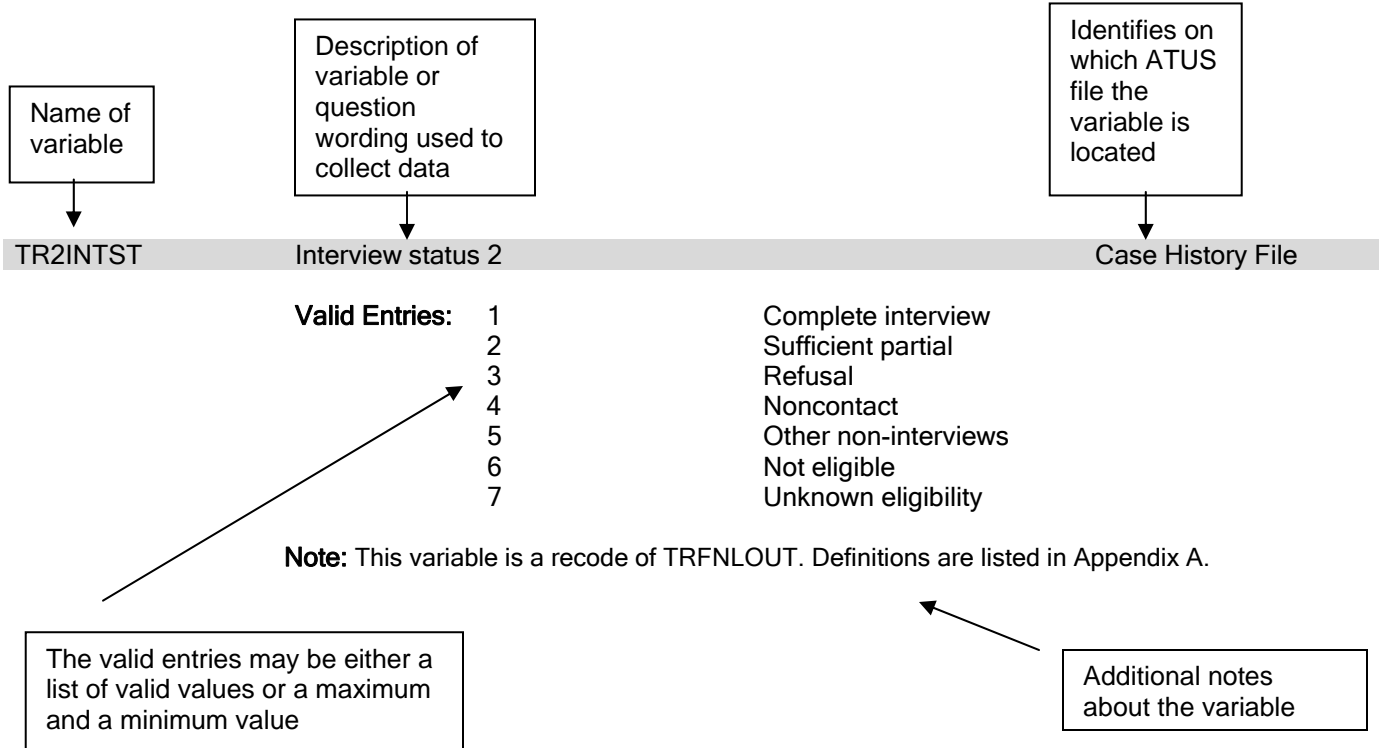 Name of
variable
Description of
variable or
question
wording used to
collect data
Identifies on
which ATUS
file the
variable is
located
TR2INTST Interview status 2 Case History File
Valid Entries: 1 Complete interview
2 Sufficient partial
3 Refusal
4 Noncontact
5 Other non-interviews
6 Not eligible
7 Unknown eligibility
Note: This variable is a recode of TRFNLOUT. Definitions are listed in Appendix A.
The valid entries may be either a
list of valid values or a maximum
and a minimum value
Additional notes
about the variable